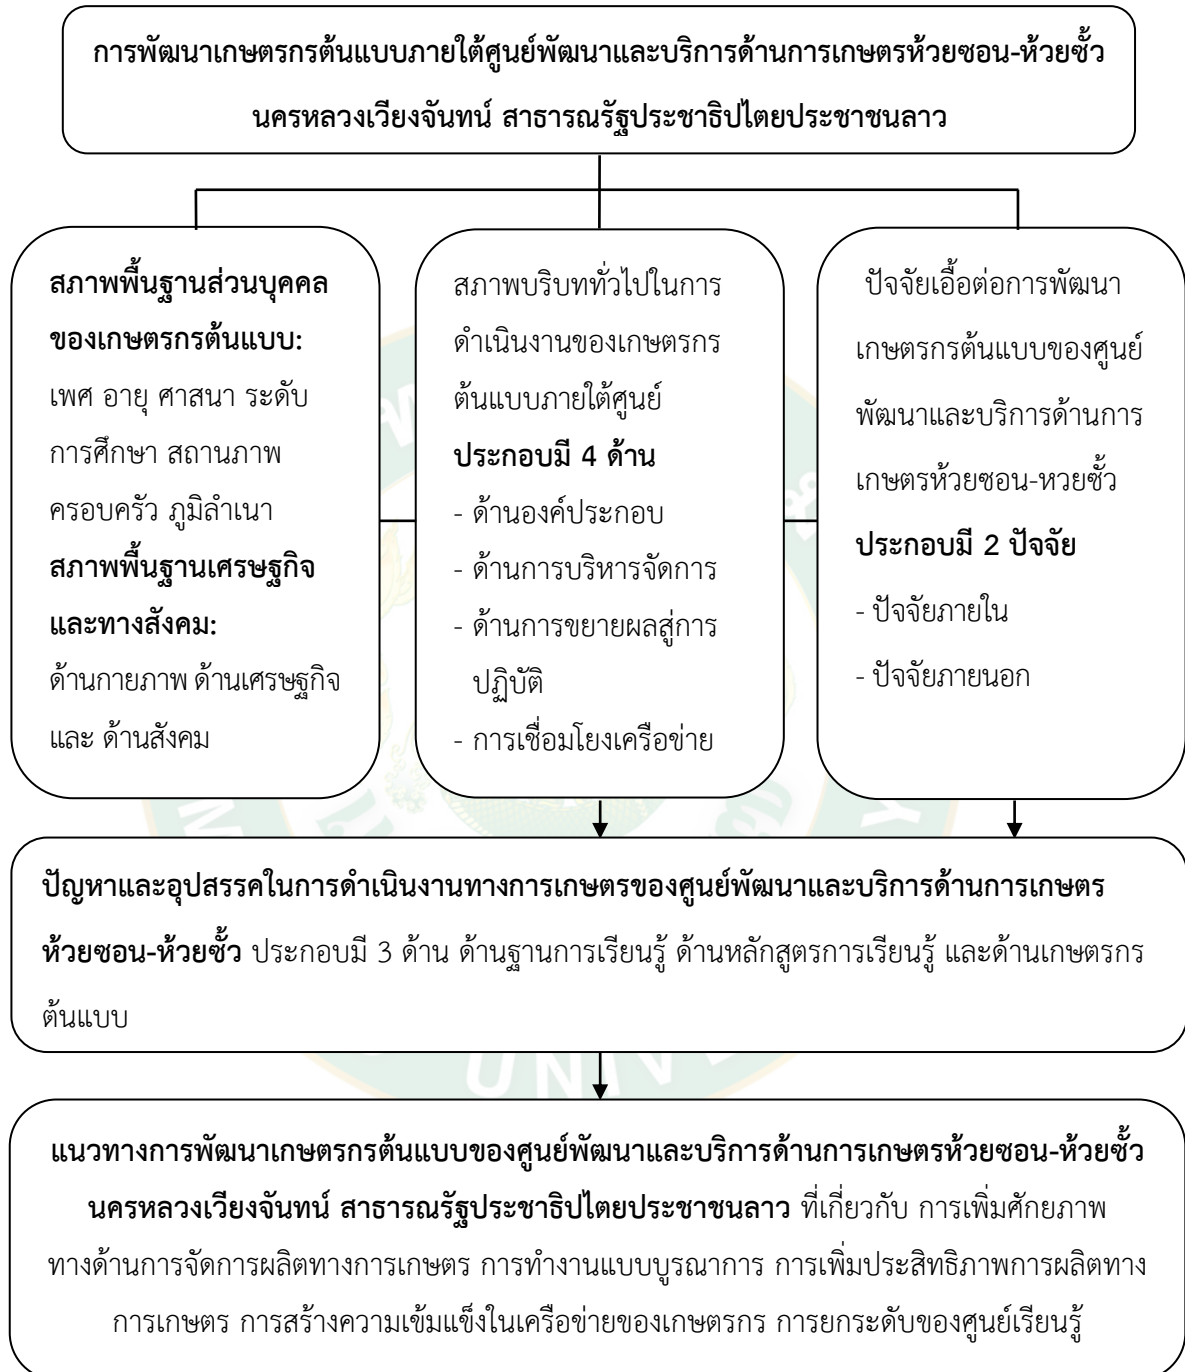 การพัฒนาเกษตรกรต้นแบบภายใต้ศูนย์พัฒนาและบริการด้านการเกษตรห้วยซอน-ห้วยซั้ว
นครหลวงเวียงจันทน์ สาธารณรัฐประชาธิปไตยประชาชนลาว
สภาพพื้นฐานส่วนบุคคล
ของเกษตรกรต้นแบบ:
เพศ อายุ ศาสนา ระดับ
การศึกษา สถานภาพ
ครอบครัว ภูมิลำเนา
สภาพพื้นฐานเศรษฐกิจ
และทางสังคม:
ด้านกายภาพ ด้านเศรษฐกิจ
และ ด้านสังคม
สภาพบริบททั่วไปในการ
ดำเนินงานของเกษตรกร
ต้นแบบภายใต้ศูนย์
ประกอบมี 4 ด้าน
- ด้านองค์ประกอบ
- ด้านการบริหารจัดการ
- ด้านการขยายผลสู่การ
ปฏิบัติ
- การเชื่อมโยงเครือข่าย
ปัจจัยเอื้อต่อการพัฒนา
เกษตรกรต้นแบบของศูนย์
พัฒนาและบริการด้านการ
เกษตรห้วยซอน-หวยซั้ว
ประกอบมี 2 ปัจจัย
- ปัจจัยภายใน
- ปัจจัยภายนอก
ปัญหาและอุปสรรคในการดำเนินงานทางการเกษตรของศูนย์พัฒนาและบริการด้านการเกษตร
ห้วยซอน-ห้วยซั้ว ประกอบมี 3 ด้าน ด้านฐานการเรียนรู้ ด้านหลักสูตรการเรียนรู้ และด้านเกษตรกร
ต้นแบบ
UNIVE
แนวทางการพัฒนาเกษตรกรต้นแบบของศูนย์พัฒนาและบริการด้านการเกษตรห้วยซอน-ห้วยซั้ว
นครหลวงเวียงจันทน์ สาธารณรัฐประชาธิปไตยประชาชนลาว ที่เกี่ยวกับ การเพิ่มศักยภาพ
ทางด้านการจัดการผลิตทางการเกษตร การทำงานแบบบูรณาการ การเพิ่มประสิทธิภาพการผลิตทาง
การเกษตร การสร้างความเข้มแข็งในเครือข่ายของเกษตรกร การยกระดับของศูนย์เรียนรู้